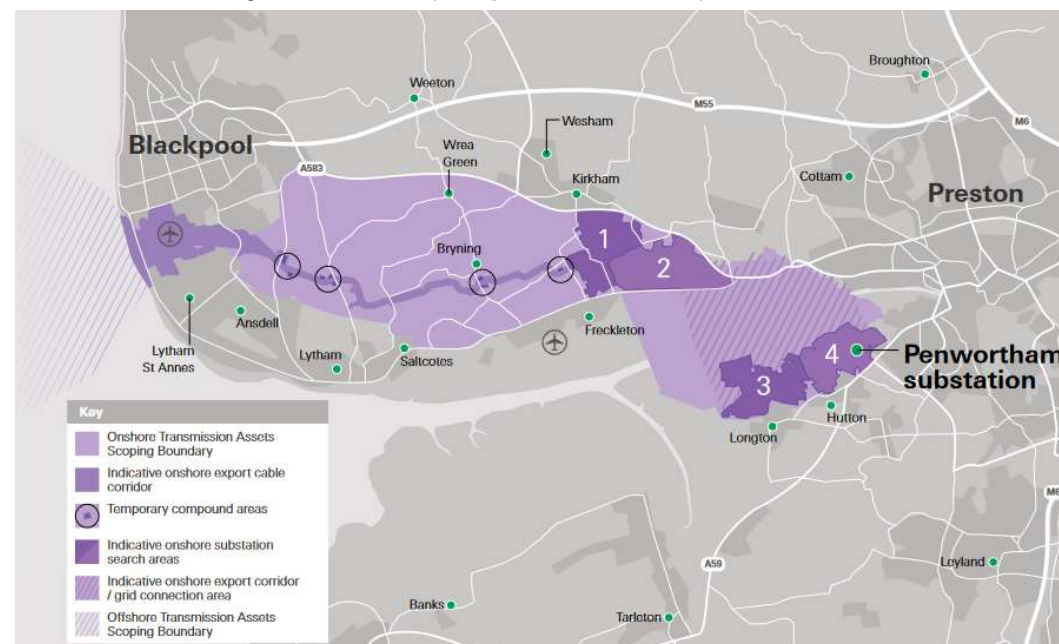 Broughton
Weeton
M55
M6
Wesham
Blackpool
Wrea
Green
A583
Kirkham
Cottam
Preston
1
Bryning
2
Ansdell
Freckleton
Lytham
St Annes
Lytham
Saltcotes
4
Penwortham
substation
3
Hutton
Longton
Key
Onshore Transmission Assets
Scoping Boundary
Indicative onshore export cable
corridor
Temporary compound areas
Indicative onshore substation
search areas
Indicative onshore export corridor
/ grid connection area
Offshore Transmission Assets
Scoping Boundary
M6
A59
Leyland
Banks
Tarleton